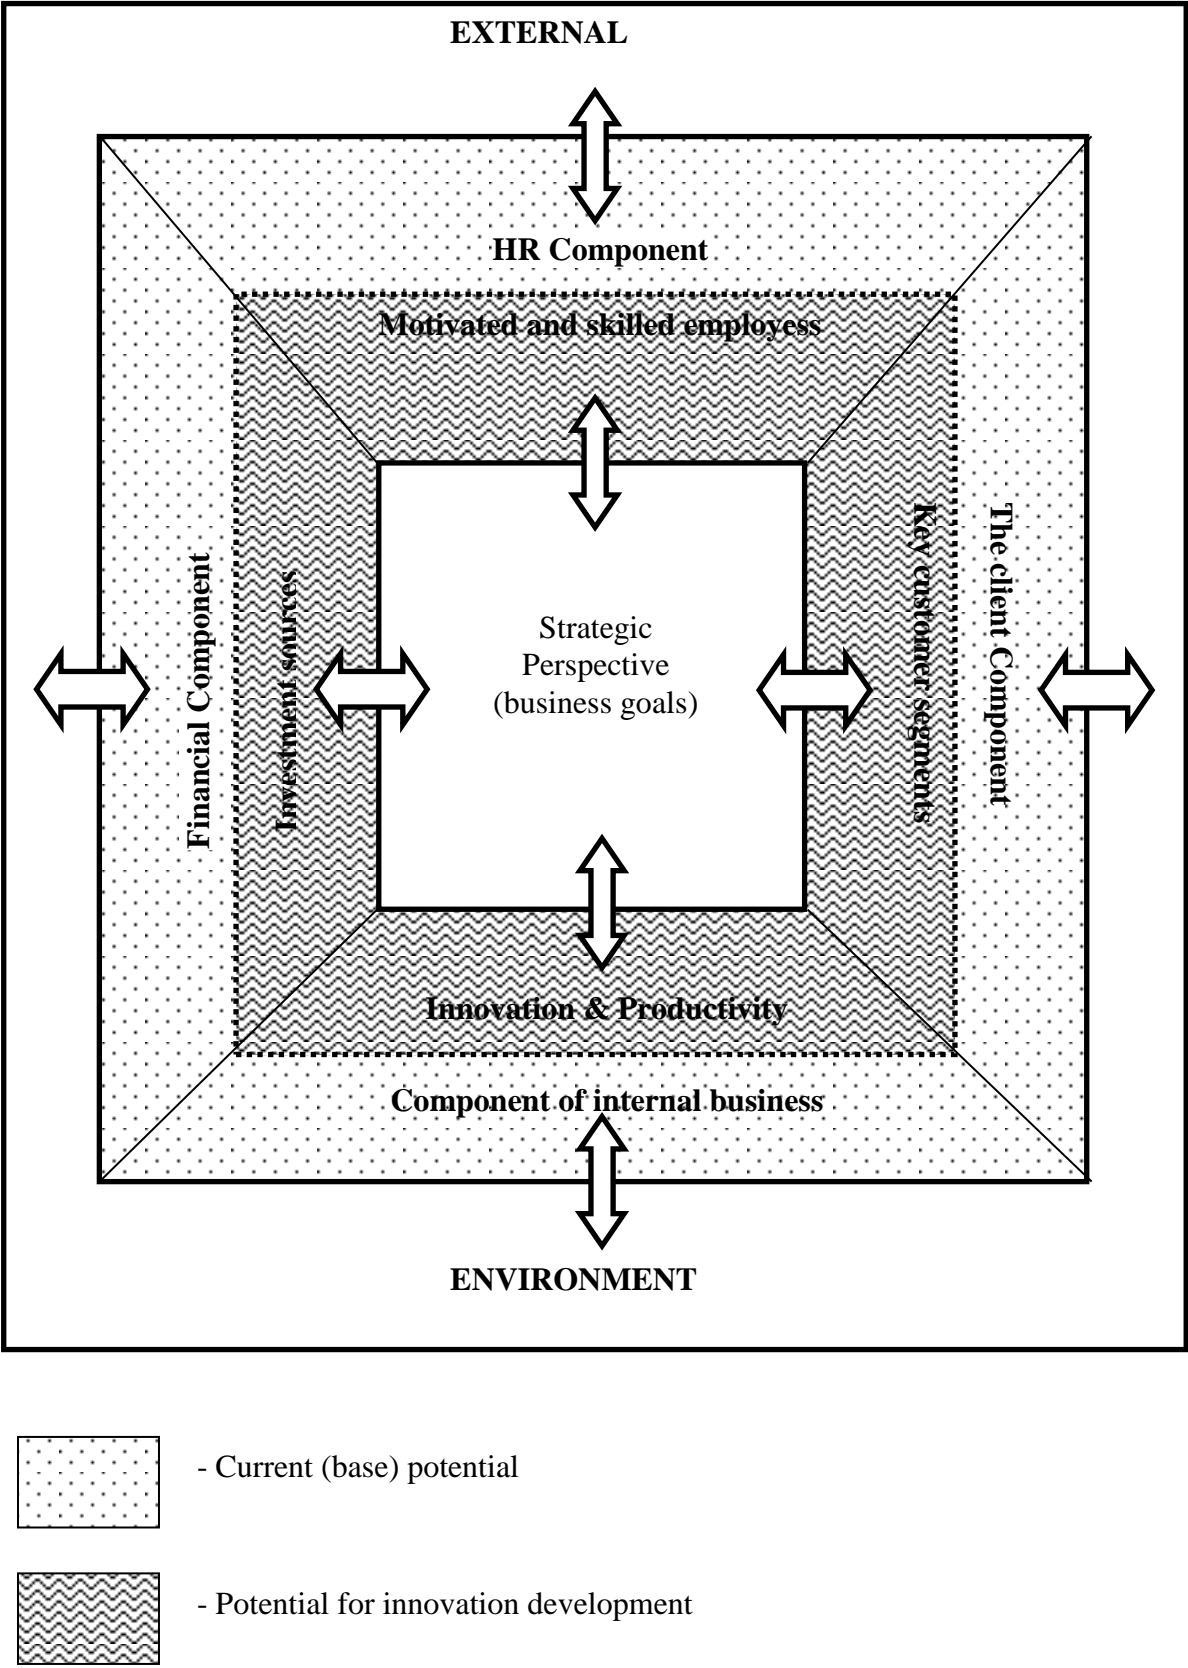 EXTERNAL
HR Component
Motivated and skilled employess
Financial Component
Investment sources
Strategic
Perspective
(business goals)
Key customer segments
The client Component
Innovation & Productivity
Component of internal business
ENVIRONMENT
- Current (base) potential
- Potential for innovation development